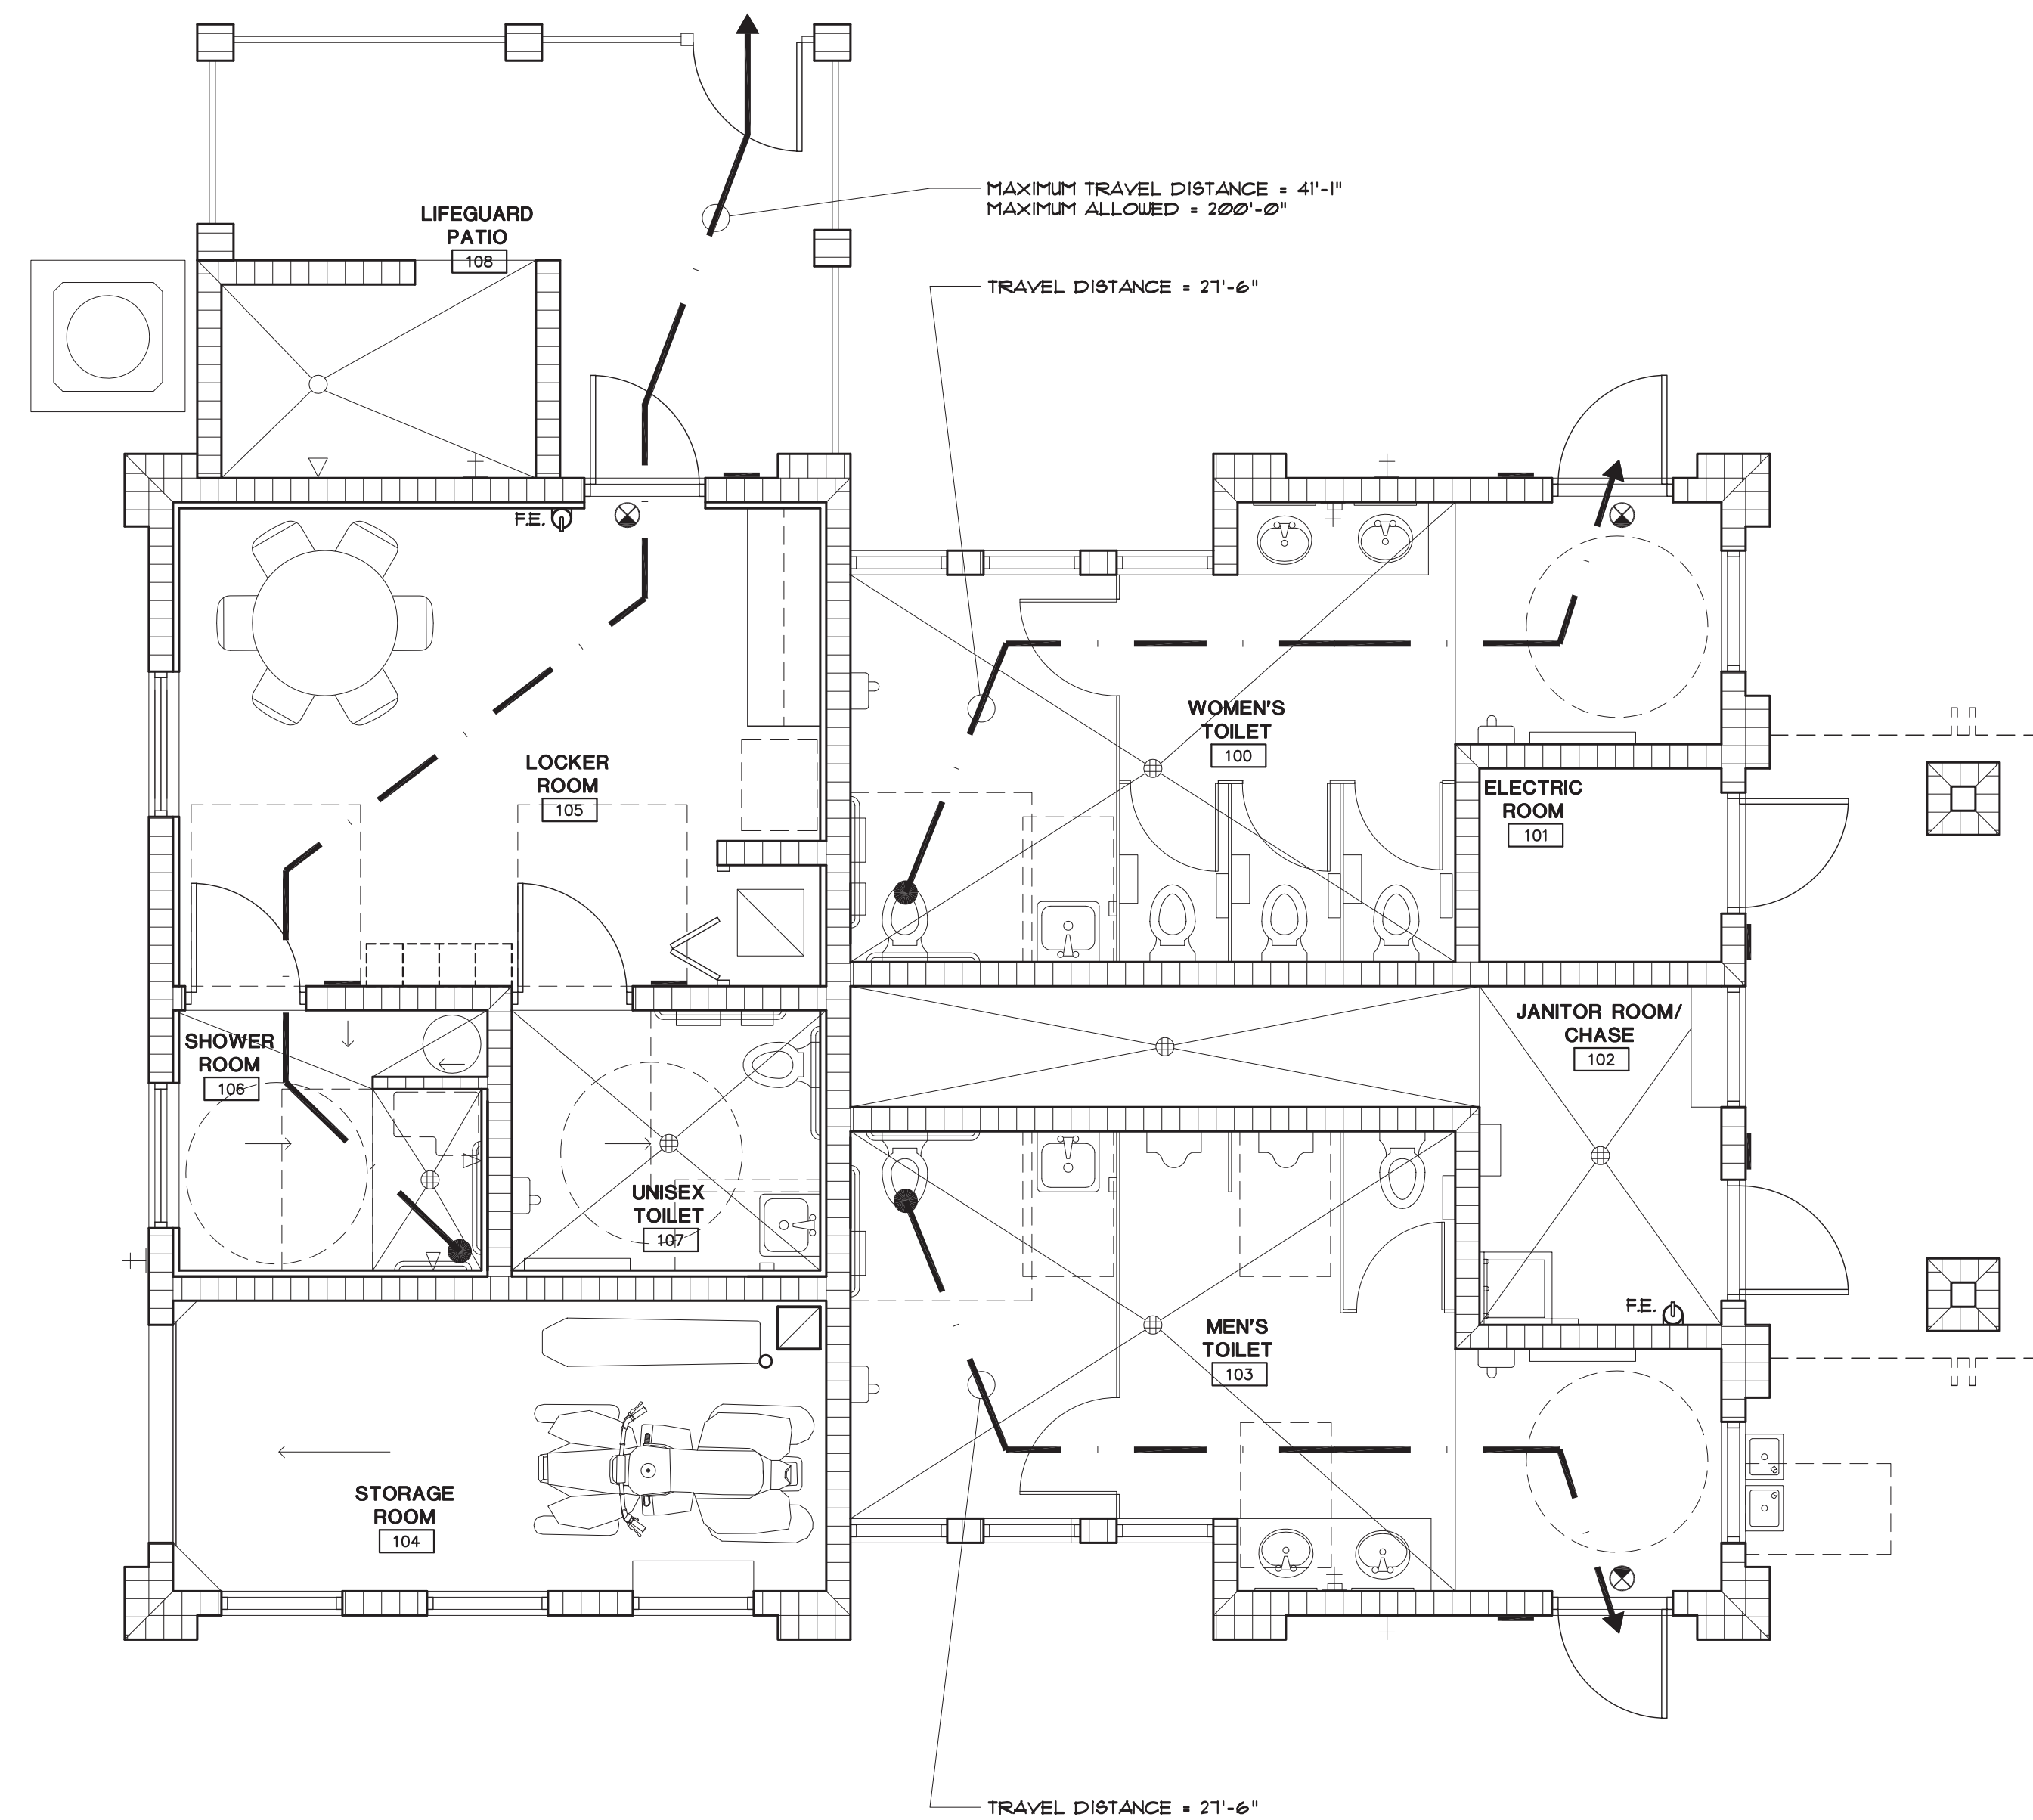 MAXIMUM TRAVEL DISTANCE = 41'-1"
MAXIMUM ALLOWED = 200'-0"
LIFEGUARD
PATIO
108
TRAVEL DISTANCE = 27'-6"
F.E.
WOMEN'S
TOILET
100
LOCKER
ROOM
105
ELECTRIC
ROOM
101
JANITOR ROOM/
CHASE
102
SHOWER
ROOM
106
UNISEX
TOILET
107
F.E.
MEN'S
TOILET
103
STORAGE
ROOM
104
TRAVEL DISTANCE = 27'-6"